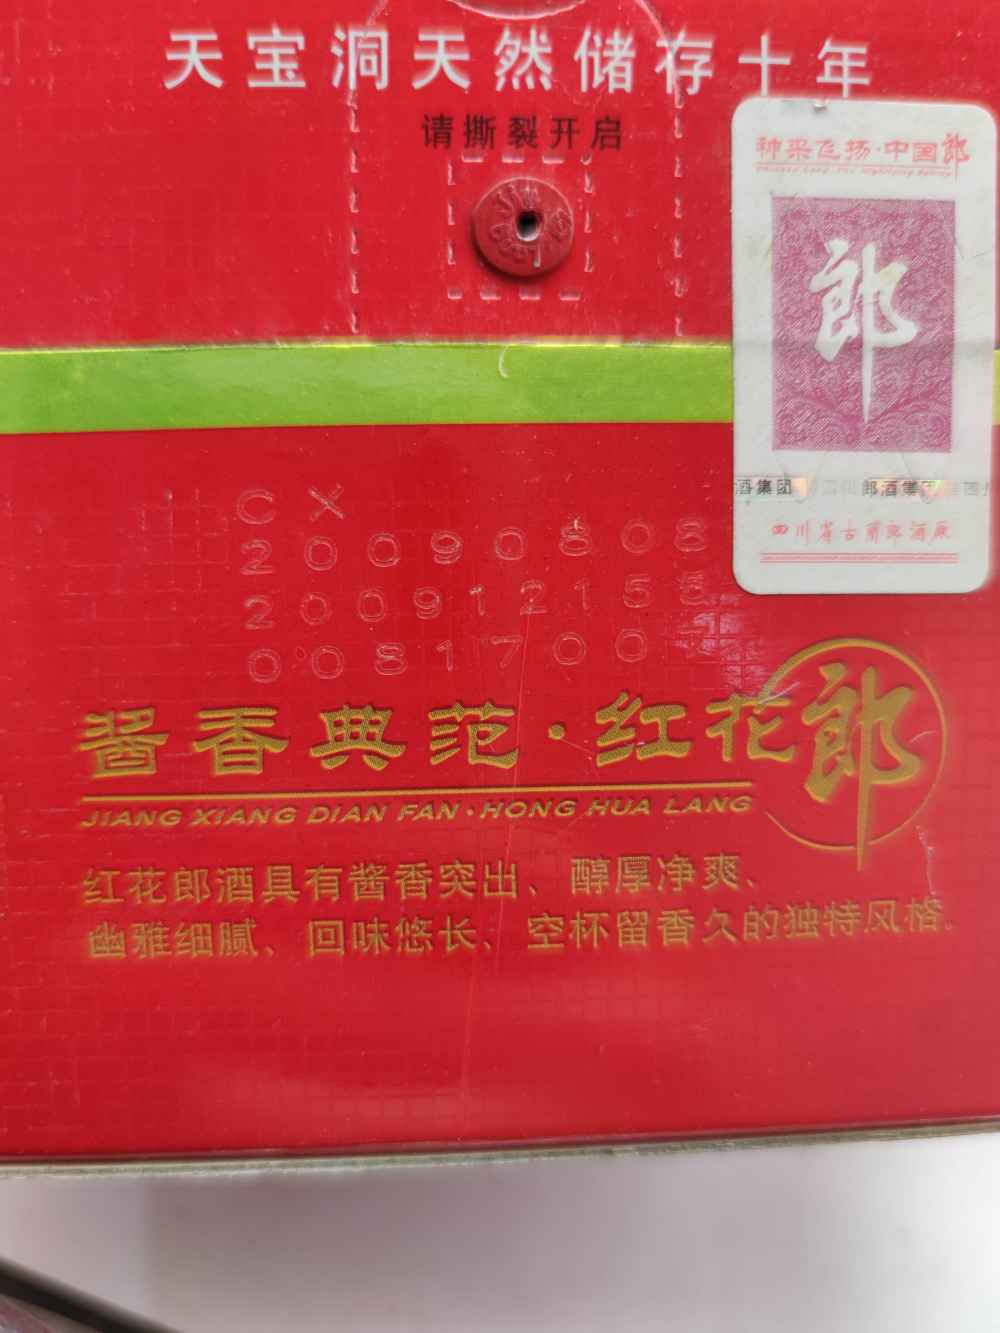 天宝洞天然储存十年
请撕裂开启
神采飞扬·中国郎
郎
酒集团 郎酒集团
四川省古蔺郎酒厂
CX
20090808
200912155
0081700
酱香典范·红花郎
JIANG XIANG DIAN FAN·HONG HUA LANG
红花郎酒具有酱香突出、醇厚净爽、
幽雅细腻、回味悠长、空杯留香久的独特风格。